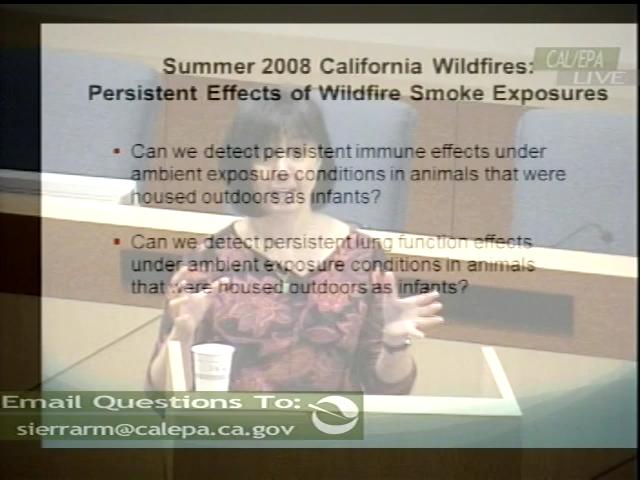 Summer 2008 California Wildfires:
Persistent Effects of Wildfire Smoke Exposures
CAL/EPA
LIVE
▪ Can we detect persistent immune effects under
ambient exposure conditions in animals that were
housed outdoors as infants?
▪ Can we detect persistent lung function effects
under ambient exposure conditions in animals
that were housed outdoors as infants?
Email Questions To:
sierrarm@calepa.ca.gov